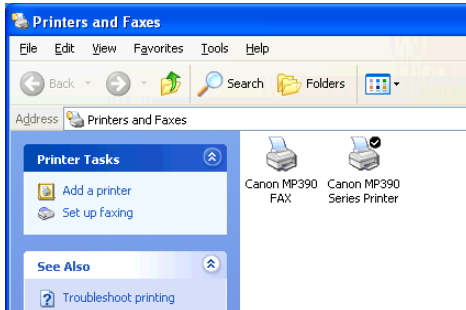 Printers and Faxes
File Edit View Favorites Tools Help
Back Search Folders
Address Printers and Faxes
Printer Tasks
Add a printer
Set up faxing
See Also
Troubleshoot printing
Canon MP390
FAX
Canon MP390
Series Printer